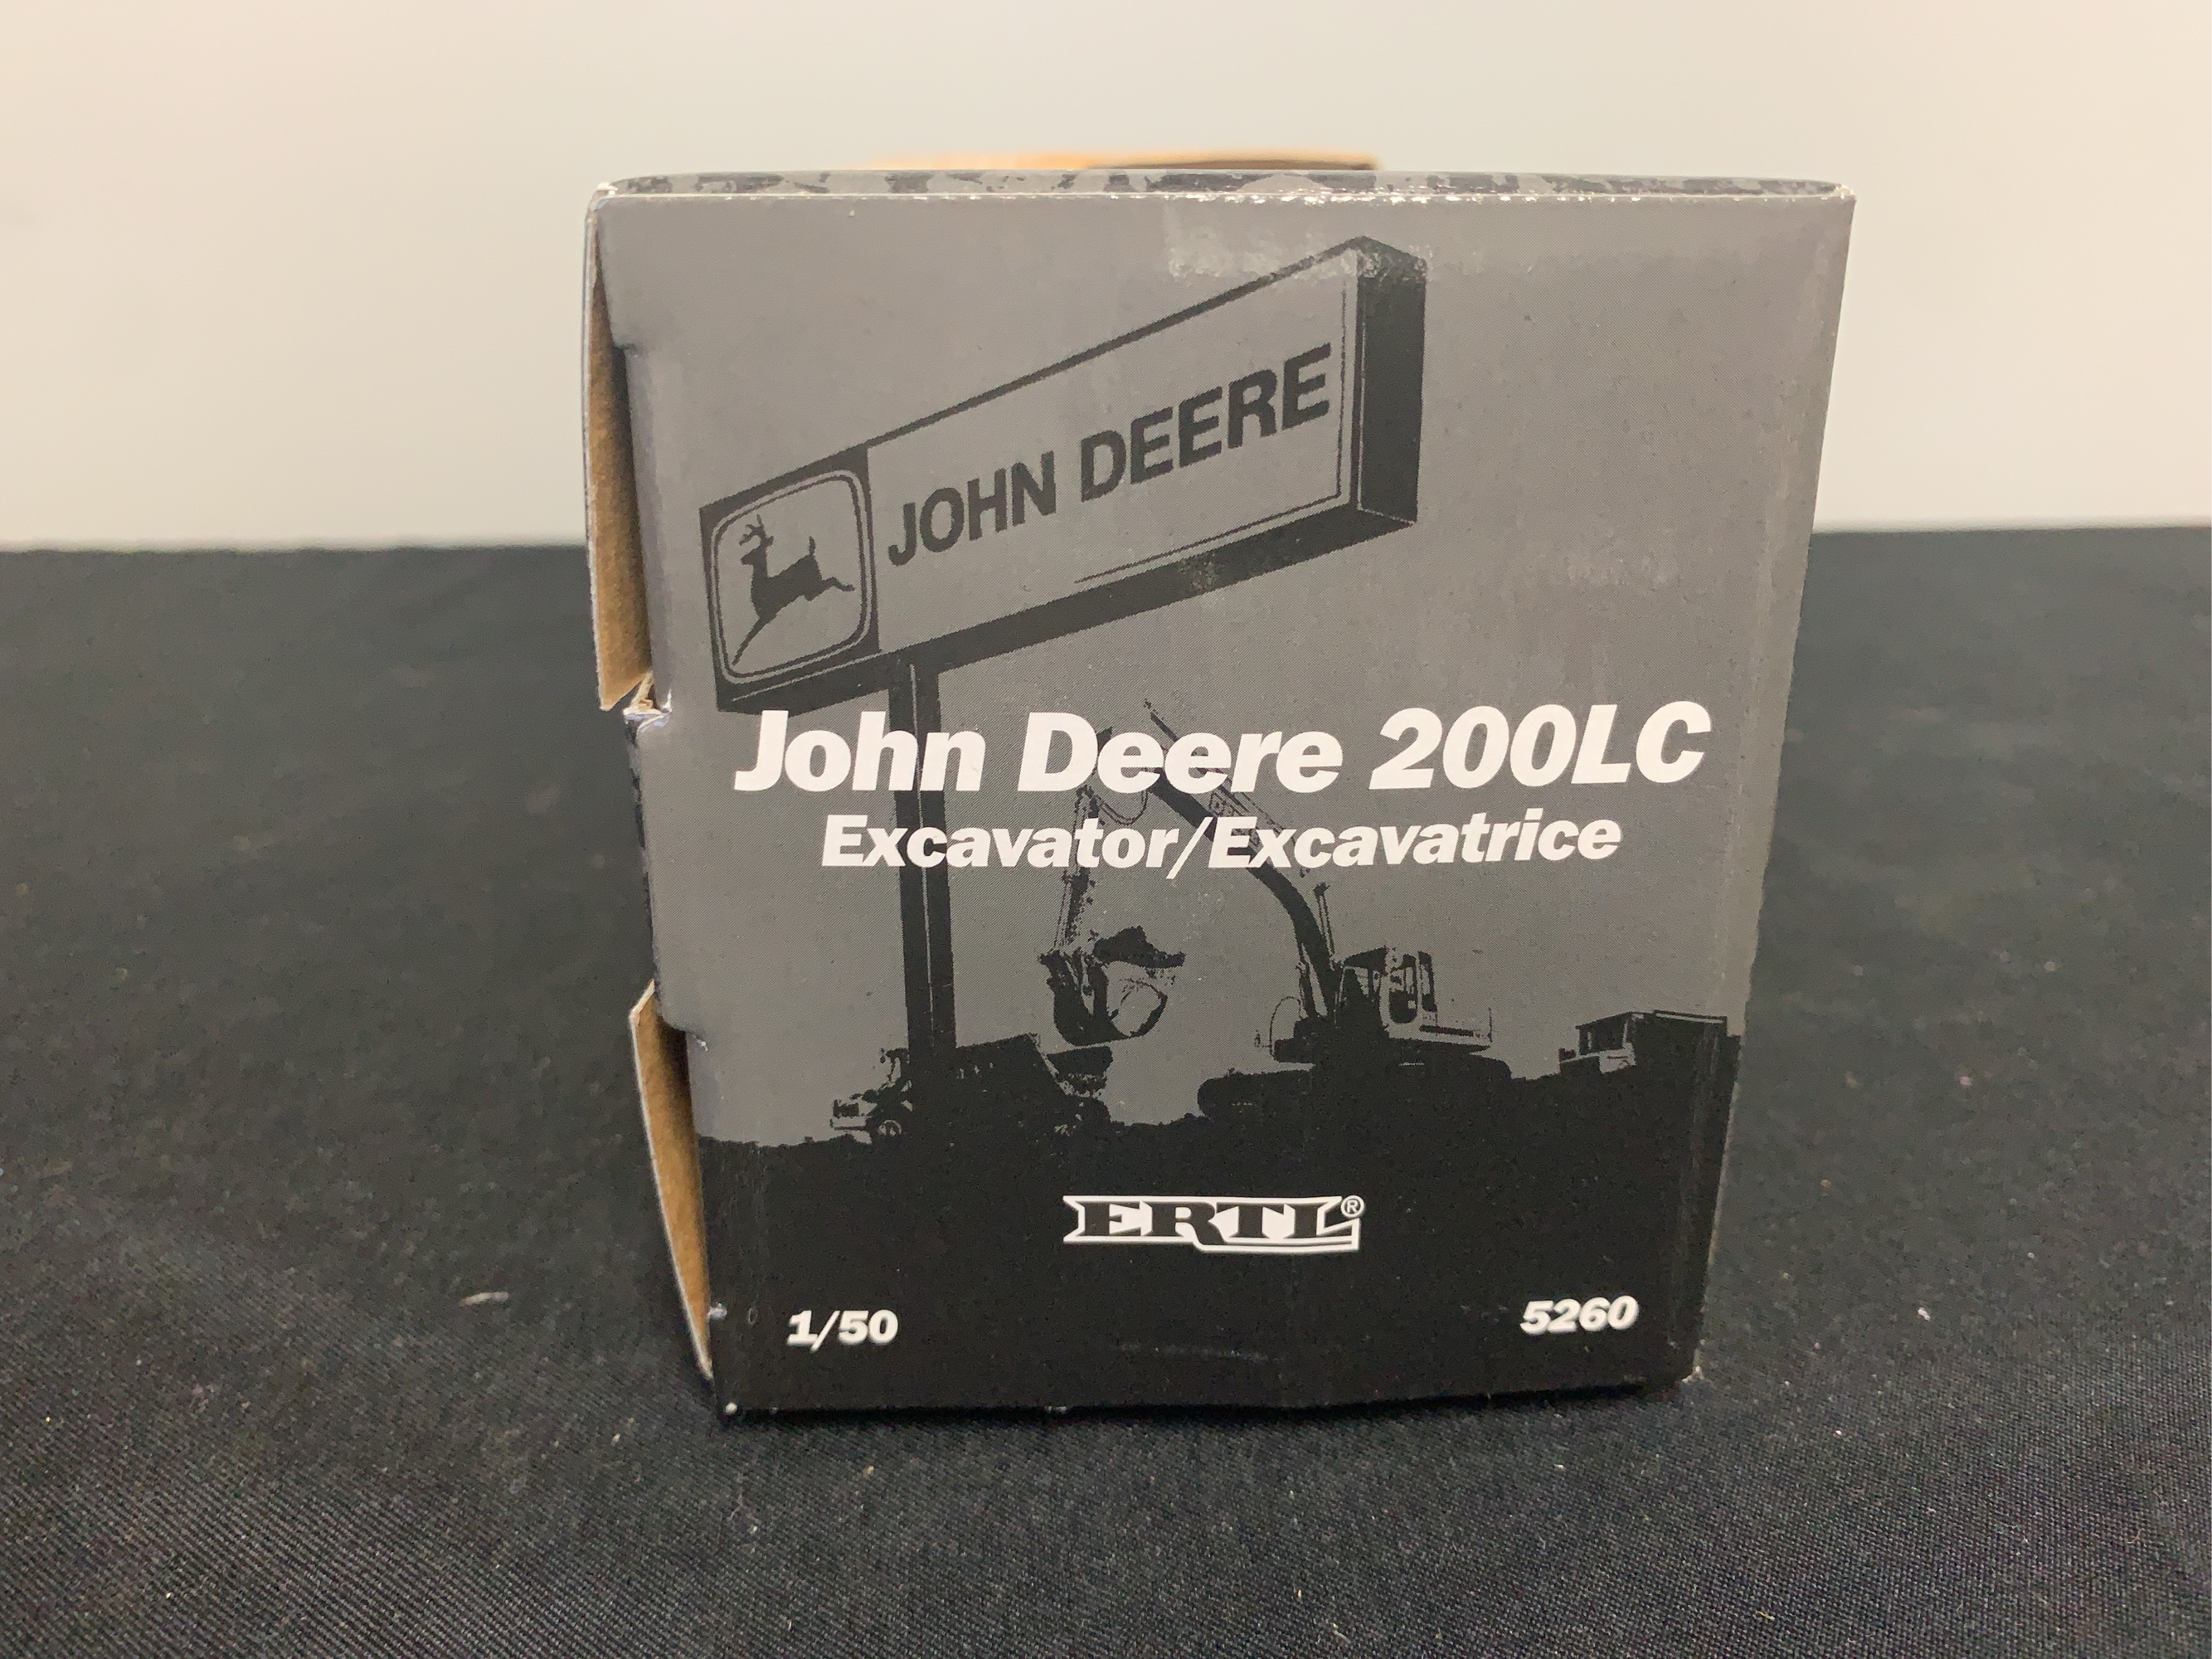 JOHN DEERE
John Deere 200LC
Excavator/Excavatrice
ERTL®
1/50
5260